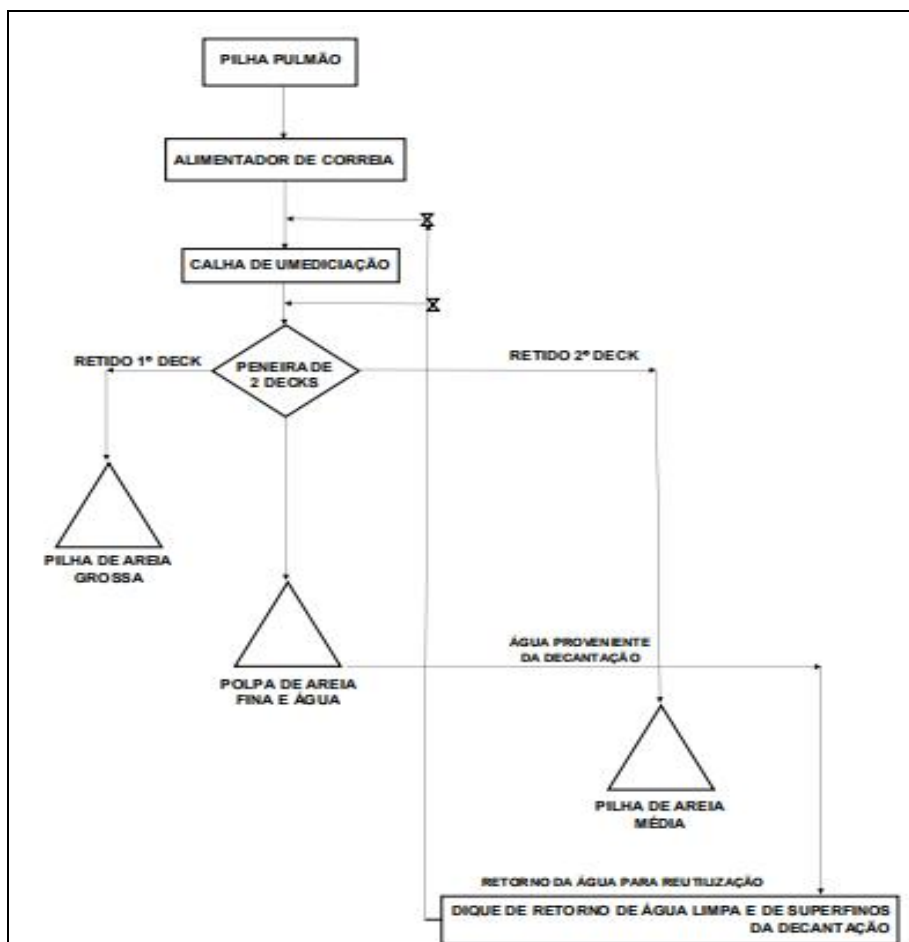 PILHA PULMÃO
ALIMENTADOR DE CORREIA
CALHA DE UMEDICIAÇÃO
RETIDO 1º DECK
PENEIRA DE
2 DECKS
RETIDO 2º DECK
PILHA DE AREIA
GROSSA
ÁGUA PROVENIENTE
DA DECANTAÇÃO
POLPA DE AREIA
FINA E ÁGUA
PILHA DE AREIA
MÉDIA
RETORNO DA ÁGUA PARA REUTILIZAÇÃO
DIQUE DE RETORNO DE ÁGUA LIMPA E DE SUPERFINOS
DA DECANTAÇÃO